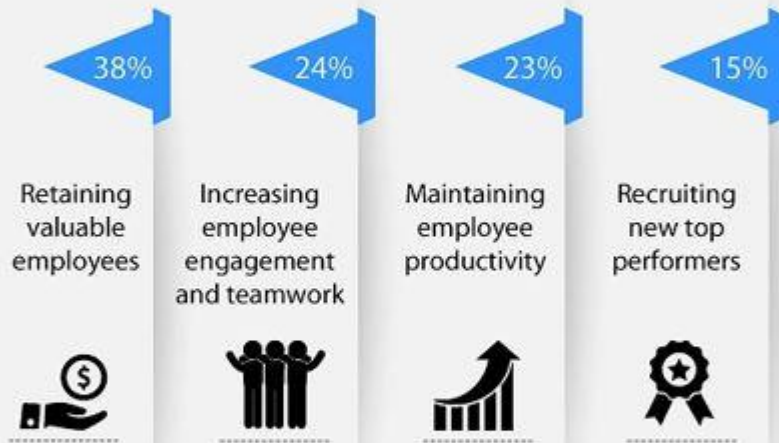 38%
Retaining
valuable
employees
$
24%
Increasing
employee
engagement
and teamwork
23%
Maintaining
employee
productivity
15%
Recruiting
new top
performers